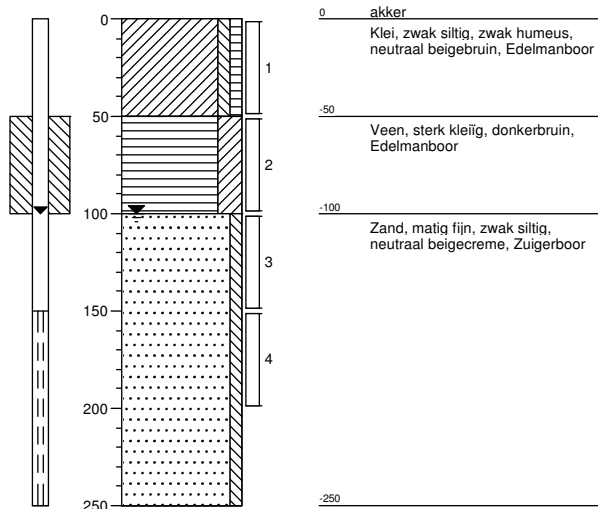 0
50
100
150
200
250
1
2
3
4
0 akker
Klei, zwak siltig, zwak humeus,
neutraal beigebruin, Edelmanboor
-50
Veen, sterk kleiïg, donkerbruin,
Edelmanboor
-100
Zand, matig fijn, zwak siltig,
neutraal beigecreme, Zuigerboor
-250